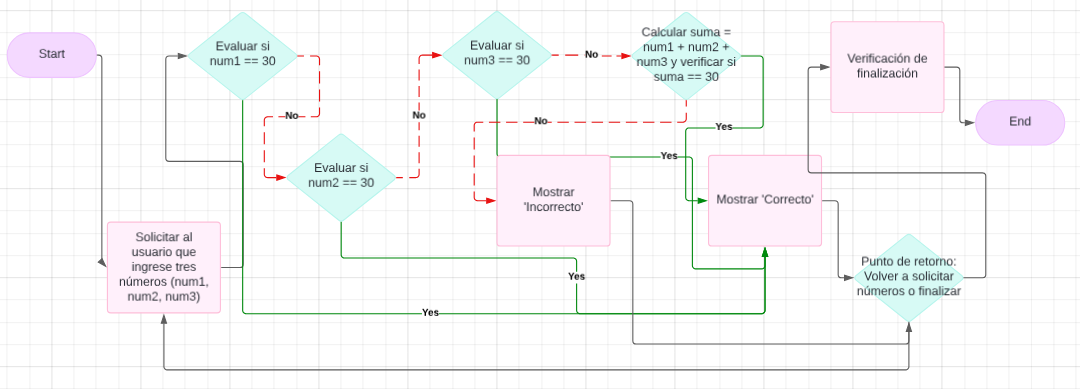 Start
Solicitar al
usuario que
ingrese tres
números (num1,
num2, num3)
Evaluar si
num1 == 30
No
Evaluar si
num2 == 30
No
Evaluar si
num3 == 30
No
Calcular suma =
num1 + num2 +
num3 y verificar si
suma == 30
No
Yes
Yes
Yes
Yes
Mostrar
'Incorrecto'
Mostrar 'Correcto'
Punto de retorno:
Volver a solicitar
números o finalizar
Verificación de
finalización
End